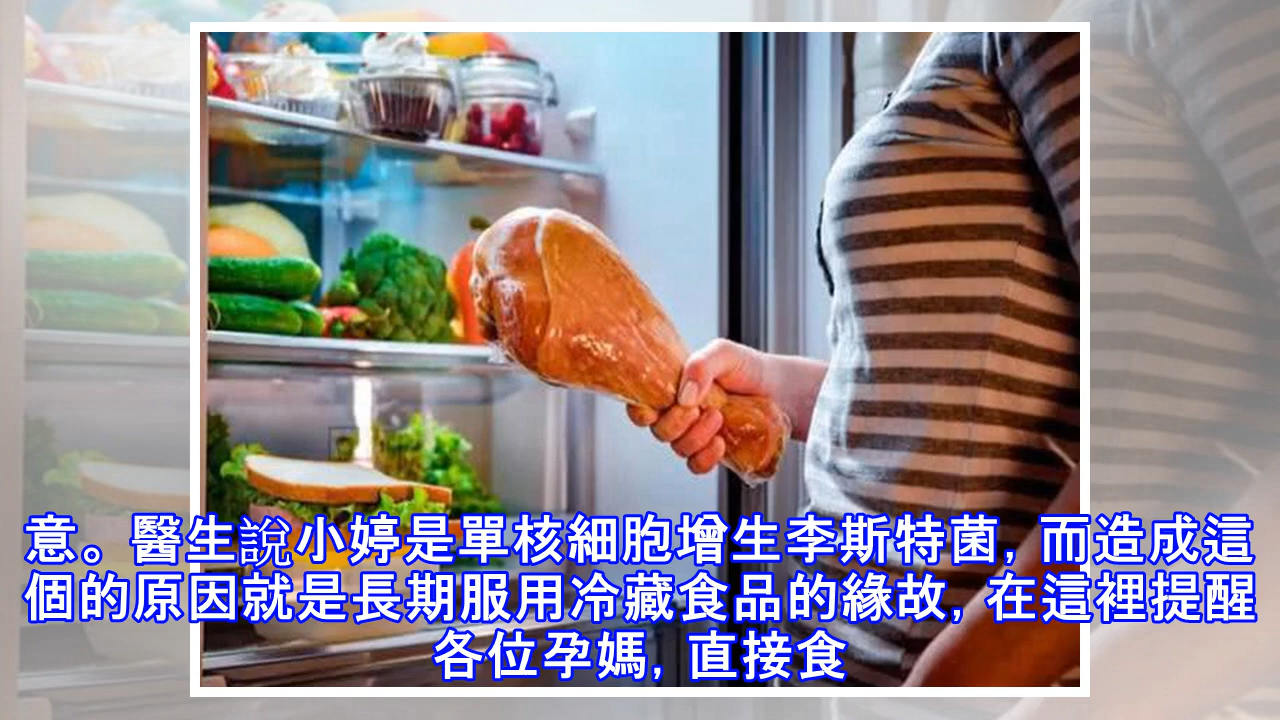 意。醫生說小婷是單核細胞增生李斯特菌, 而造成這
個的原因就是長期服用冷藏食品的緣故, 在這裡提醒
各位孕媽, 直接食